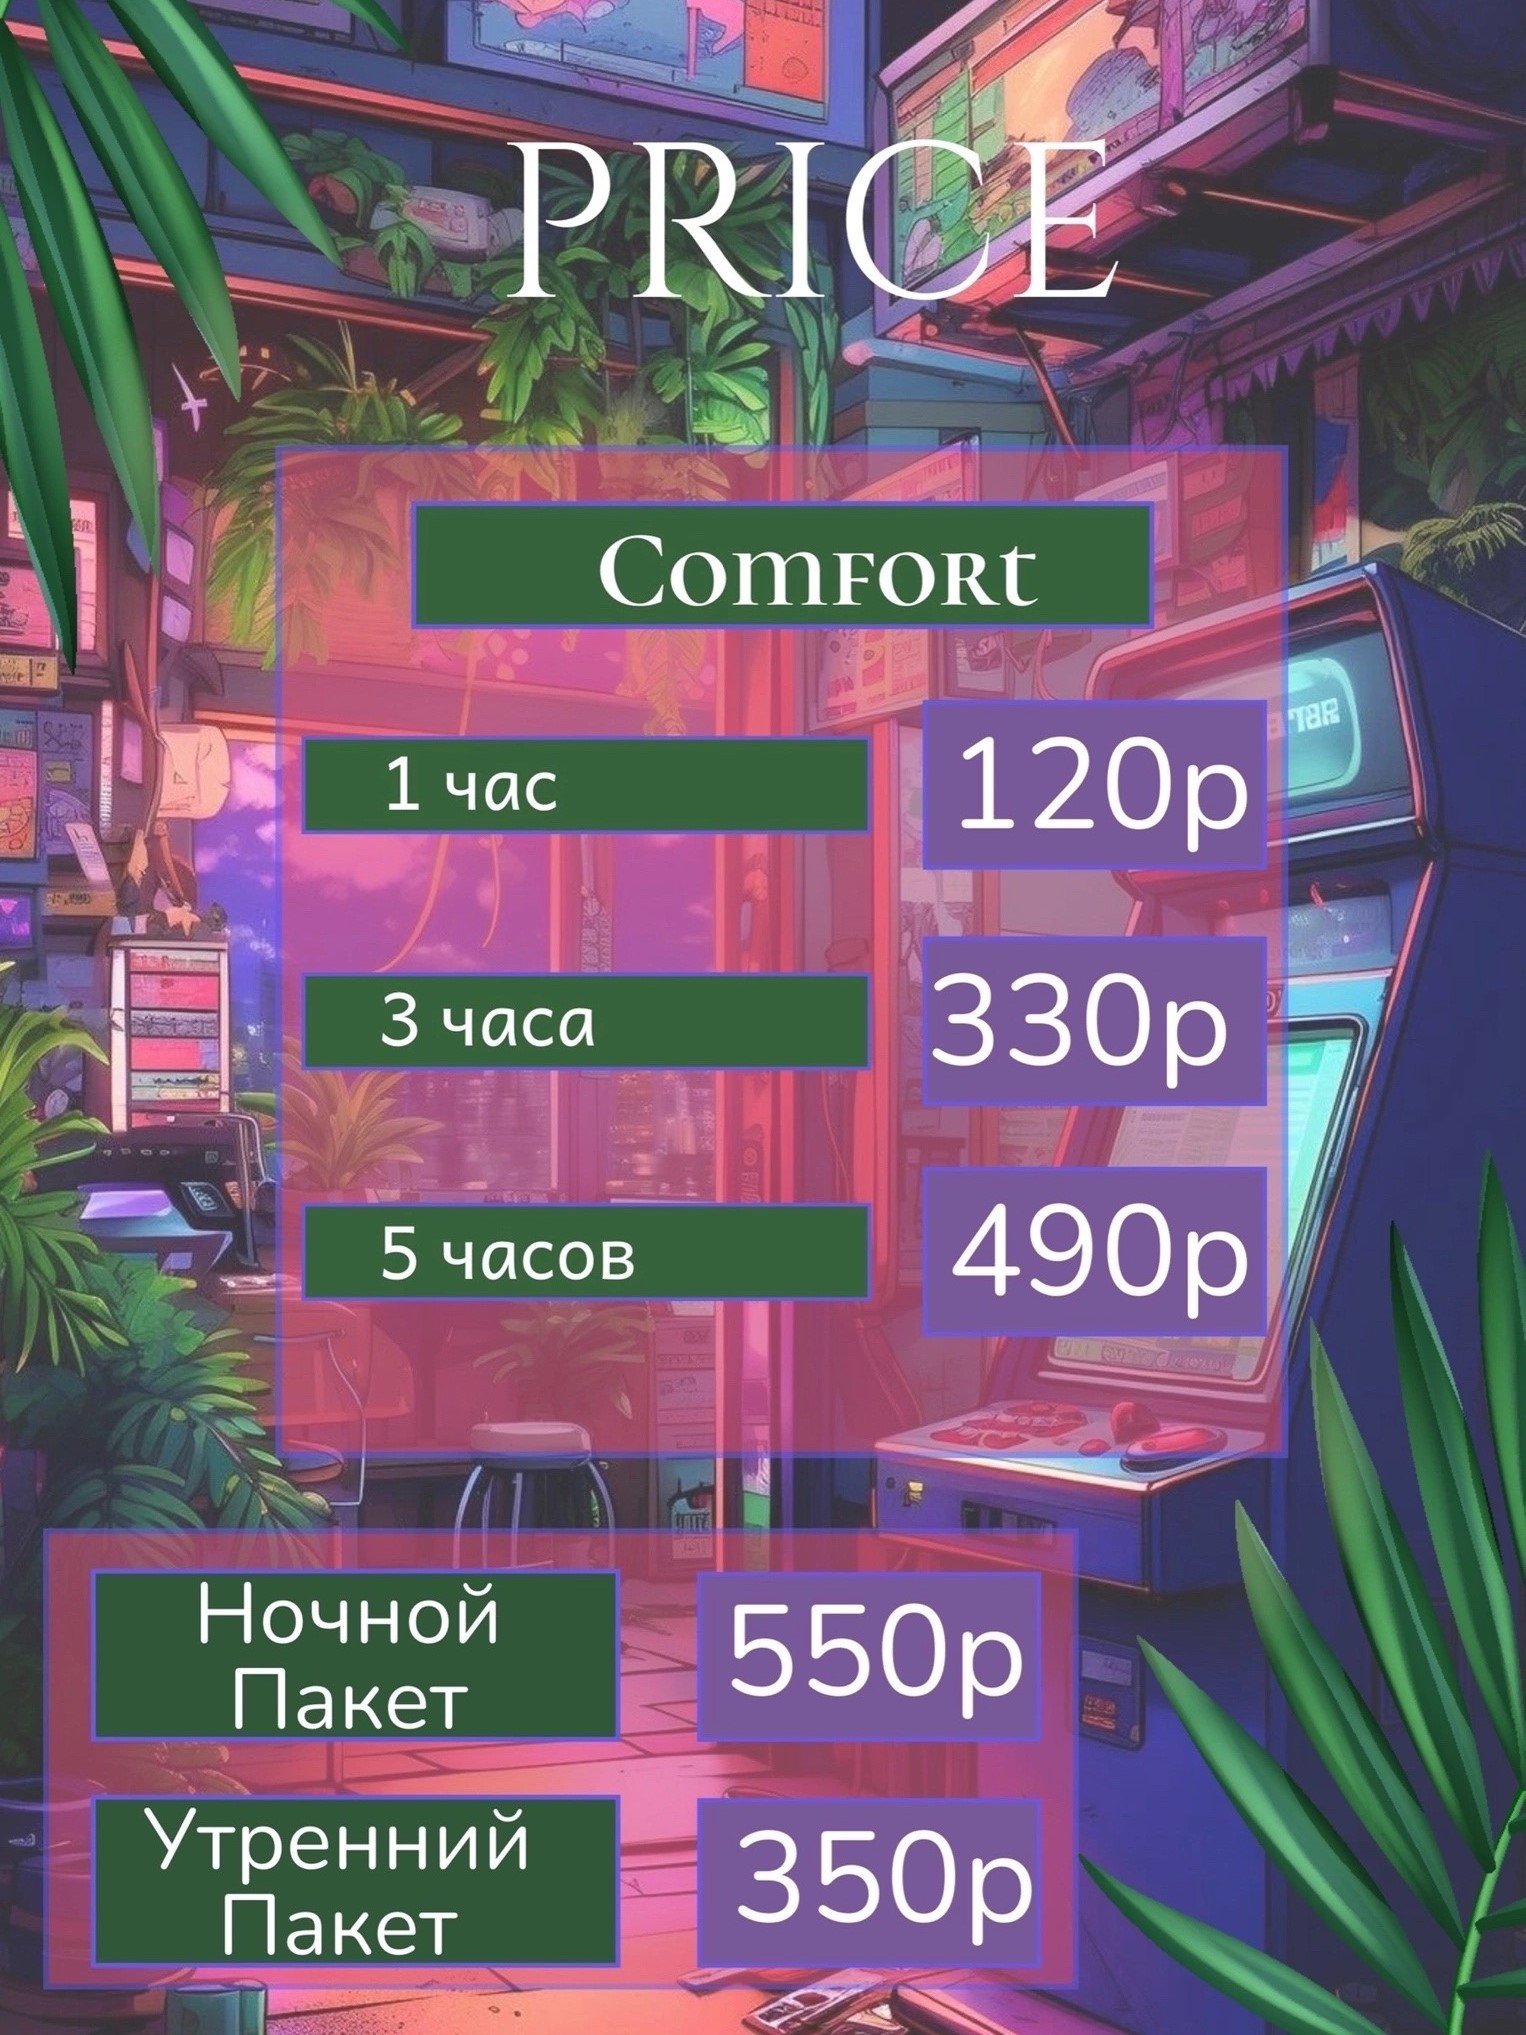 PRICE
Comfort
1 час
120р
3 часа
330р
5 часов
490р
Ночной
Пакет
550р
Утренний
Пакет
350р